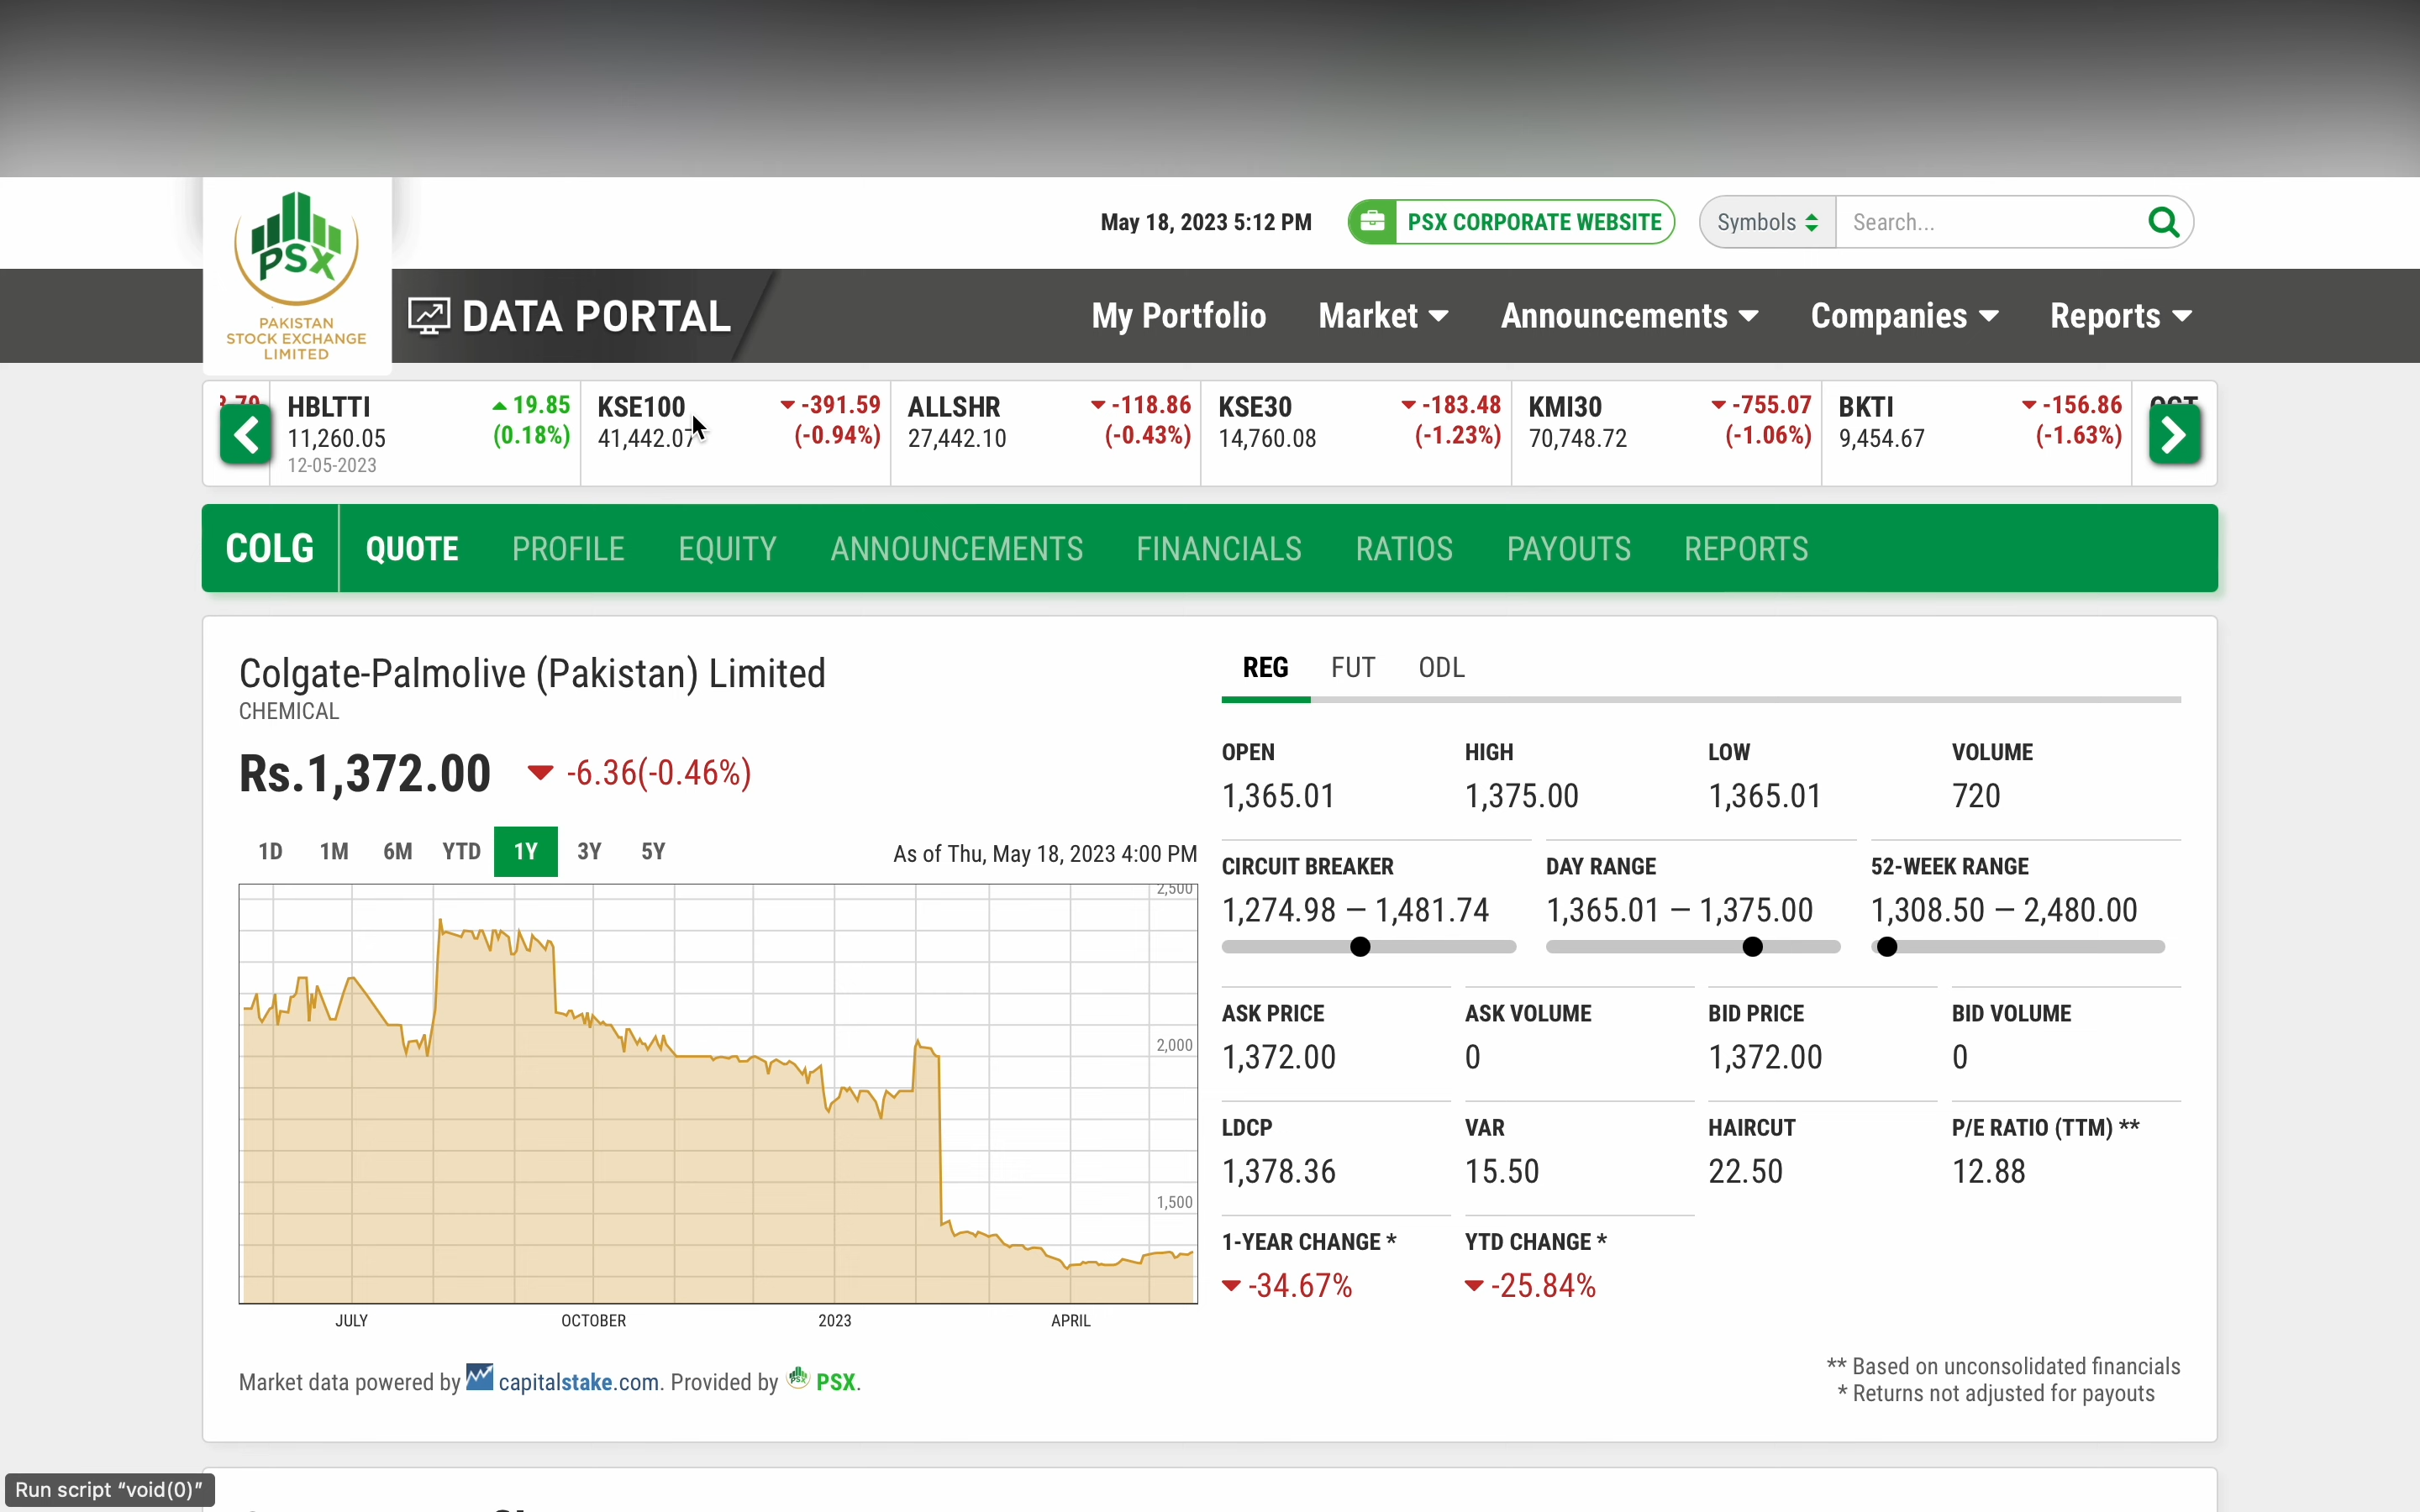 May 18, 2023 5:12 PM
PSX CORPORATE WEBSITE
Symbols
Search...
PSX
PAKISTAN
STOCK EXCHANGE
LIMITED
DATA PORTAL
My Portfolio
Market
Announcements
Companies
Reports
HBLTTI 19.85
11,260.05 (0.18%)
12-05-2023
KSE100 -391.59
41,442.07 (-0.94%)
ALLSHR -118.86
27,442.10 (-0.43%)
KSE30 -183.48
14,760.08 (-1.23%)
KMI30 -755.07
70,748.72 (-1.06%)
BKTI -156.86
9,454.67 (-1.63%)
COLG QUOTE PROFILE EQUITY ANNOUNCEMENTS FINANCIALS RATIOS PAYOUTS REPORTS
Colgate-Palmolive (Pakistan) Limited
CHEMICAL
Rs.1,372.00 -6.36(-0.46%)
1D 1M 6M YTD 1Y 3Y 5Y
As of Thu, May 18, 2023 4:00 PM
2,500
2,000
1,500
JULY OCTOBER 2023 APRIL
Market data powered by capitalstake.com. Provided by PSX.
REG FUT ODL
OPEN HIGH LOW VOLUME
1,365.01 1,375.00 1,365.01 720
CIRCUIT BREAKER DAY RANGE 52-WEEK RANGE
1,274.98 — 1,481.74 1,365.01 — 1,375.00 1,308.50 — 2,480.00
ASK PRICE ASK VOLUME BID PRICE BID VOLUME
1,372.00 0 1,372.00 0
LDCP VAR HAIRCUT P/E RATIO (TTM) **
1,378.36 15.50 22.50 12.88
1-YEAR CHANGE * YTD CHANGE *
-34.67% -25.84%
** Based on unconsolidated financials
* Returns not adjusted for payouts
Run script “void(0)”